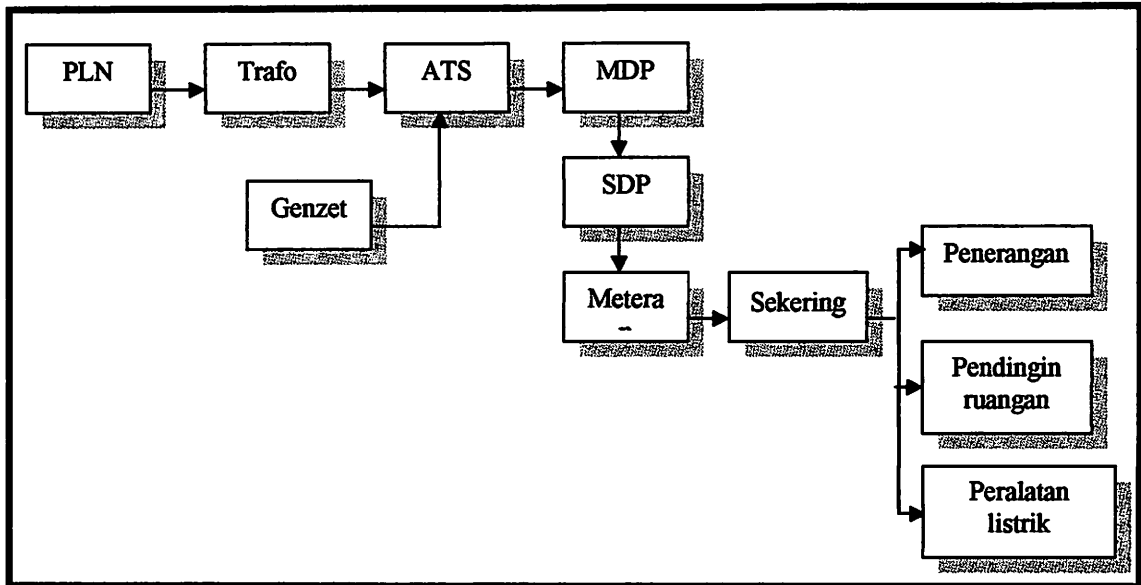 PLN
Trafo
ATS
MDP
Genzet
SDP
Metera
Sekering
Penerangan
Pendingin
ruangan
Peralatan
listrik